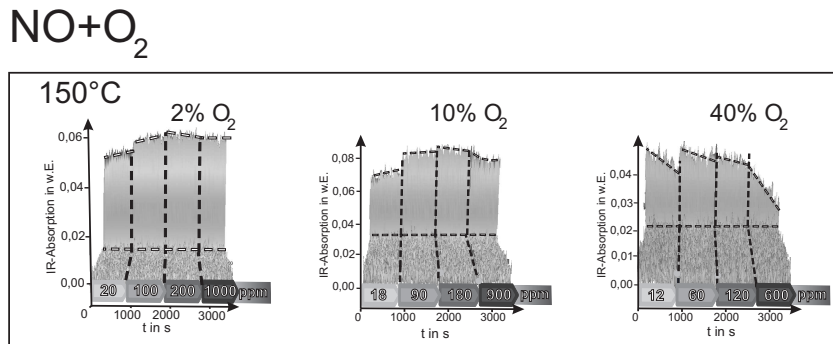 NO+O2
150°C
2% O2
IR-Absorption in w.E.
0,06
0,04
0,02
0,00
20 100 200 1000 ppm
0 1000 2000 3000
t in s
10% O2
IR-Absorption in w.E.
0,08
0,06
0,04
0,02
0,00
18 90 180 900 ppm
0 1000 2000 3000
t in s
40% O2
IR-Absorption in w.E.
0,05
0,04
0,03
0,02
0,01
0,00
12 60 120 600 ppm
0 1000 2000 3000
t in s